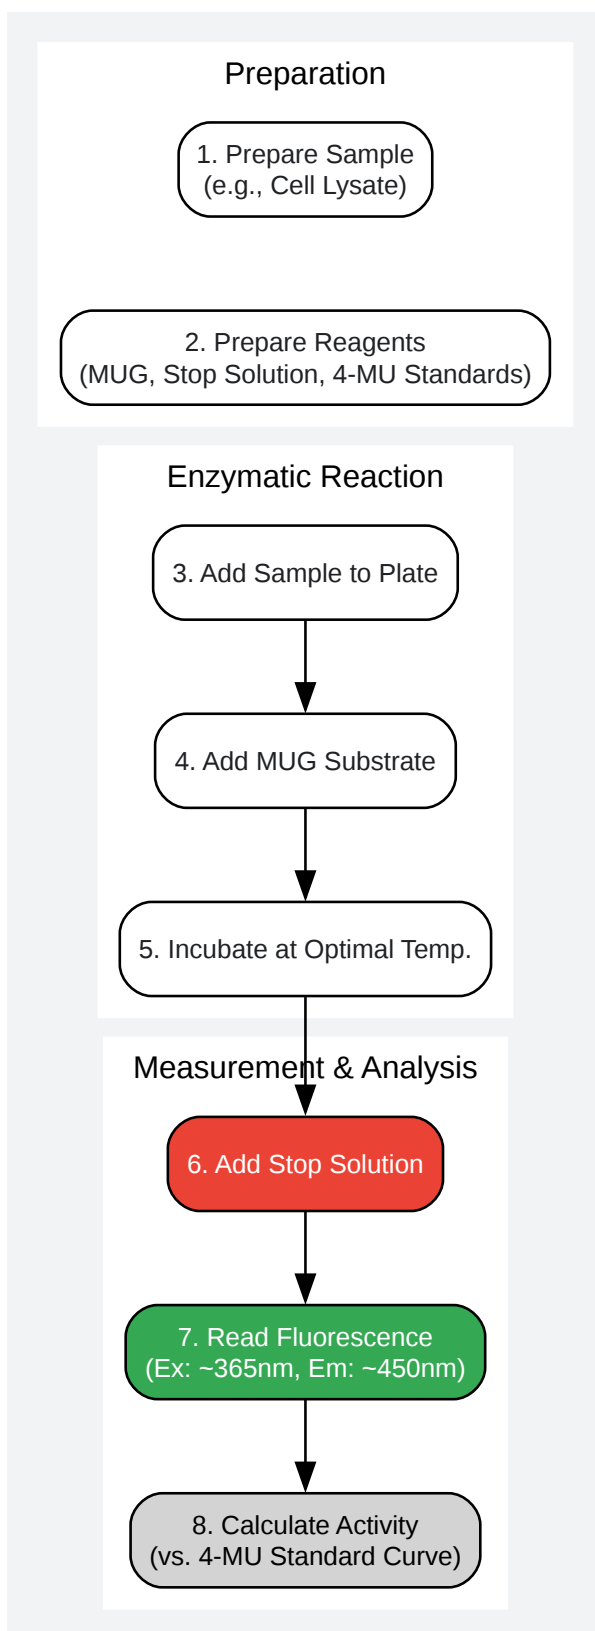 Preparation
1. Prepare Sample
(e.g., Cell Lysate)
2. Prepare Reagents
(MUG, Stop Solution, 4-MU Standards)
Enzymatic Reaction
3. Add Sample to Plate
4. Add MUG Substrate
5. Incubate at Optimal Temp.
Measurement & Analysis
6. Add Stop Solution
7. Read Fluorescence
(Ex: ~365nm, Em: ~450nm)
8. Calculate Activity
(vs. 4-MU Standard Curve)